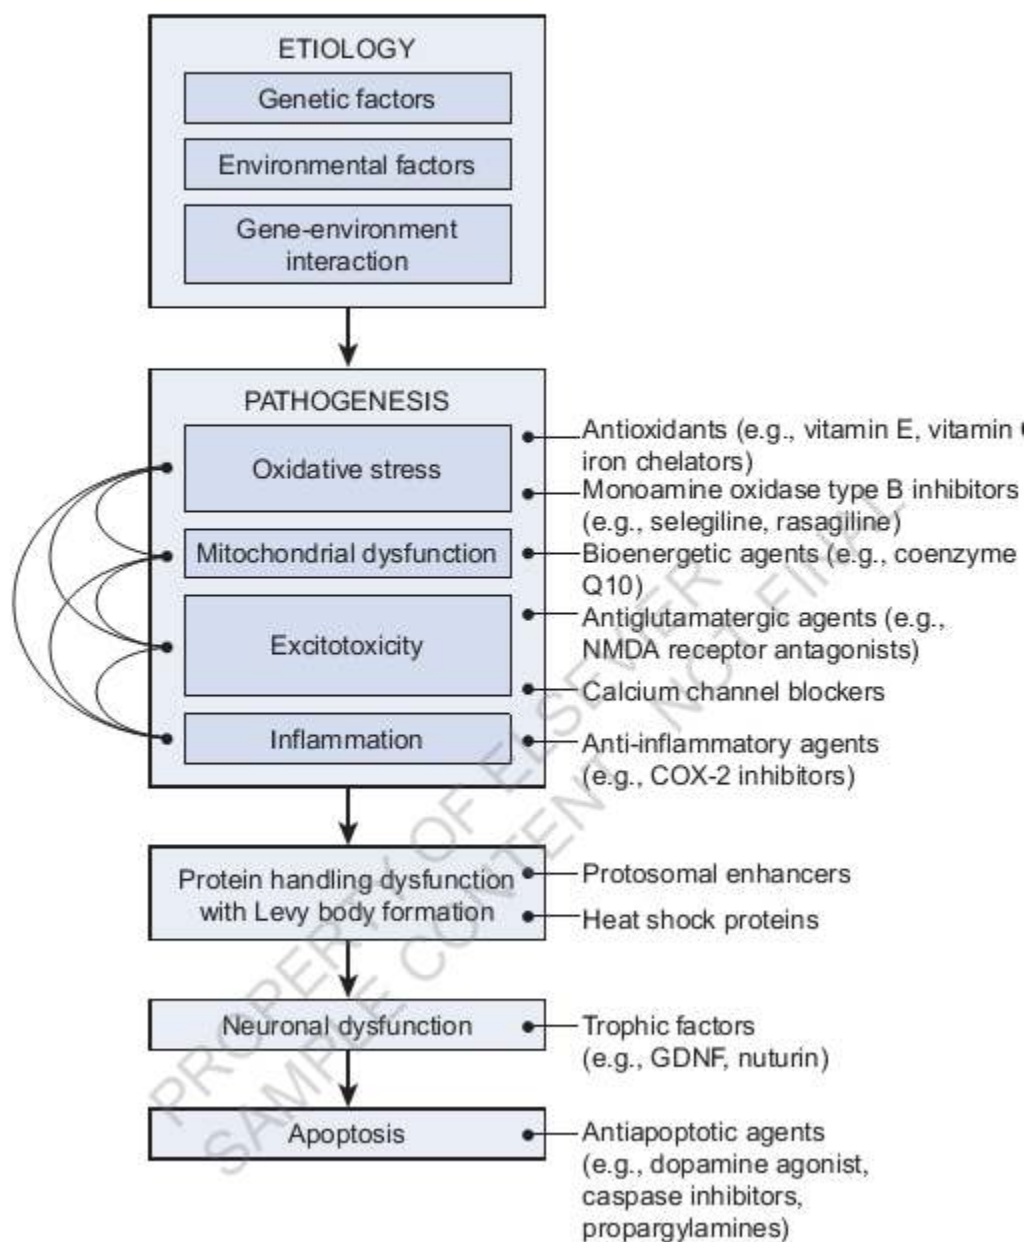 ETIOLOGY
Genetic factors
Environmental factors
Gene-environment
interaction
PATHOGENESIS
Oxidative stress
Antioxidants (e.g., vitamin E, vitamin
iron chelators)
Monoamine oxidase type B inhibitors
(e.g., selegiline, rasagiline)
Mitochondrial dysfunction
Bioenergetic agents (e.g., coenzyme
Q10)
Excitotoxicity
Antiglutamatergic agents (e.g.,
NMDA receptor antagonists)
Calcium channel blockers
Inflammation
Anti-inflammatory agents
(e.g., COX-2 inhibitors)
Protein handling dysfunction
with Levy body formation
Protosomal enhancers
Heat shock proteins
Neuronal dysfunction
Trophic factors
(e.g., GDNF, nuturin)
Apoptosis
Antiapoptotic agents
(e.g., dopamine agonist,
caspase inhibitors,
propargylamines)
PROPERTY OF ELSEVIER
SAMPLE CONTENT NOT FINAL